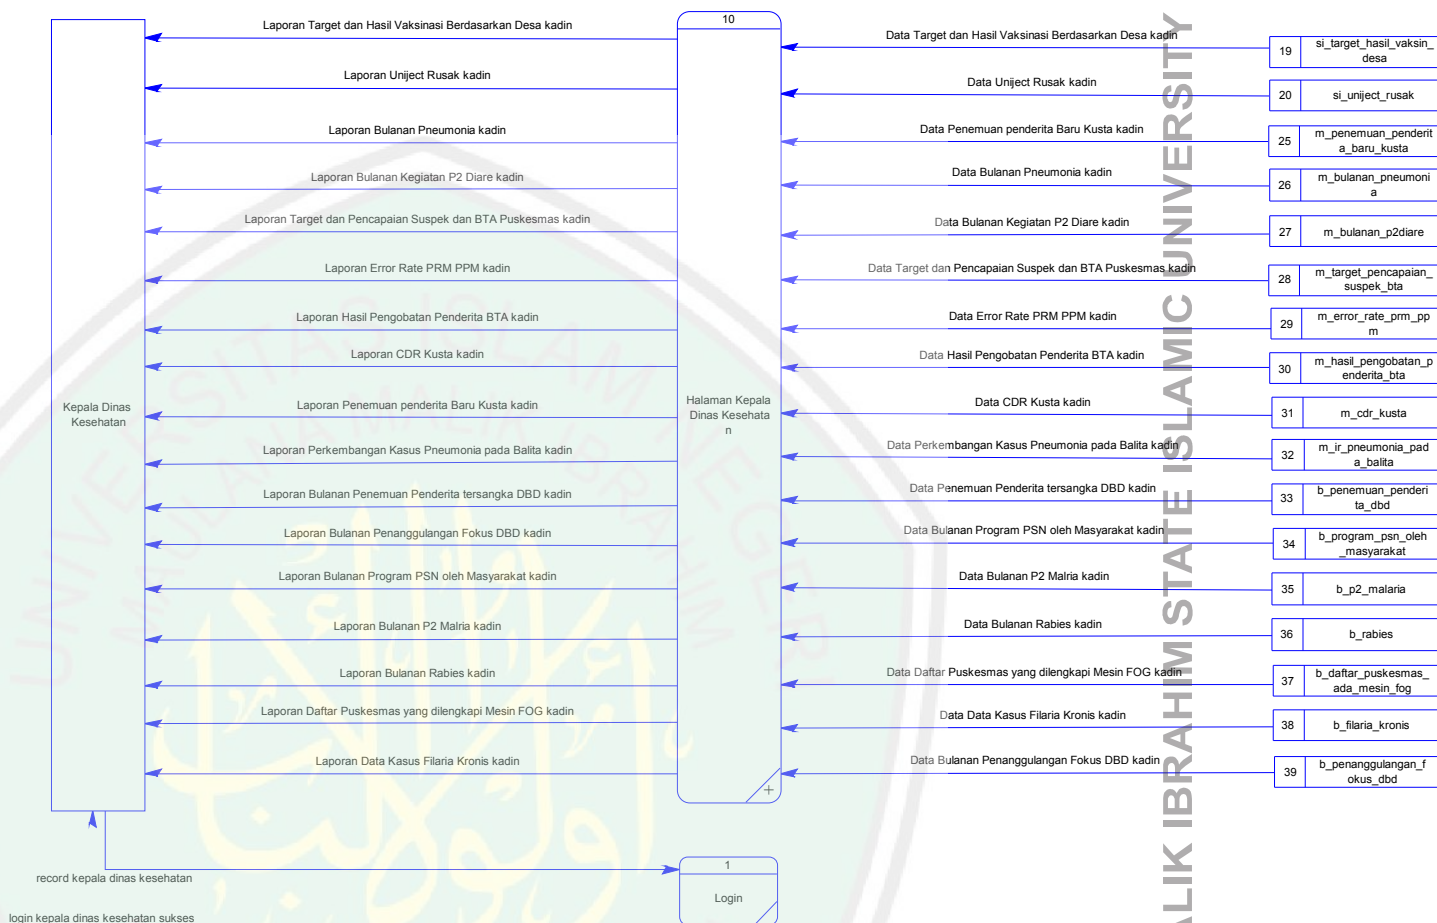 Laporan Target dan Hasil Vaksinasi Berdasarkan Desa kadin
Laporan Uniject Rusak kadin
Laporan Bulanan Pneumonia kadin
Laporan Bulanan Kegiatan P2 Diare kadin
Laporan Target dan Pencapaian Suspek dan BTA Puskesmas kadin
Laporan Error Rate PRM PPM kadin
Laporan Hasil Pengobatan Penderita BTA kadin
Laporan CDR Kusta kadin
Laporan Penemuan penderita Baru Kusta kadin
Laporan Perkembangan Kasus Pneumonia pada Balita kadin
Laporan Bulanan Penemuan Penderita tersangka DBD kadin
Laporan Bulanan Penanggulangan Fokus DBD kadin
Laporan Bulanan Program PSN oleh Masyarakat kadin
Laporan Bulanan P2 Malria kadin
Laporan Bulanan Rabies kadin
Laporan Daftar Puskesmas yang dilengkapi Mesin FOG kadin
Laporan Data Kasus Filaria Kronis kadin
Kepala Dinas
Kesehatan
10
Halaman Kepala
Dinas Kesehata
n
Data Target dan Hasil Vaksinasi Berdasarkan Desa kadin
Data Uniject Rusak kadin
Data Penemuan penderita Baru Kusta kadin
Data Bulanan Pneumonia kadin
Data Bulanan Kegiatan P2 Diare kadin
Data Target dan Pencapaian Suspek dan BTA Puskesmas kadin
Data Error Rate PRM PPM kadin
Data Hasil Pengobatan Penderita BTA kadin
Data CDR Kusta kadin
Data Perkembangan Kasus Pneumonia pada Balita kadin
Data Penemuan Penderita tersangka DBD kadin
Data Bulanan Program PSN oleh Masyarakat kadin
Data Bulanan P2 Malria kadin
Data Bulanan Rabies kadin
Data Daftar Puskesmas yang dilengkapi Mesin FOG kadin
Data Data Kasus Filaria Kronis kadin
Data Bulanan Penanggulangan Fokus DBD kadin
19 si_target_hasil_vaksin_
desa
20 si_uniject_rusak
25 m_penemuan_penderit
a_baru_kusta
26 m_bulanan_pneumoni
a
27 m_bulanan_p2diare
28 m_target_pencapaian_
suspek_bta
29 m_error_rate_prm_pp
m
30 m_hasil_pengobatan_p
enderita_bta
31 m_cdr_kusta
32 m_ir_pneumonia_pad
a_balita
33 b_penemuan_penderi
ta_dbd
34 b_program_psn_oleh
_masyarakat
35 b_p2_malaria
36 b_rabies
37 b_daftar_puskesmas_
ada_mesin_fog
38 b_filaria_kronis
39 b_penanggulangan_f
okus_dbd
record kepala dinas kesehatan
login kepala dinas kesehatan sukses
1
Login
UNIVERSITAS ISLAM NEGERI
MAULANA MALIK IBRAHIM
ALIK IBRAHIM STATE ISLAMIC UNIVERSITY